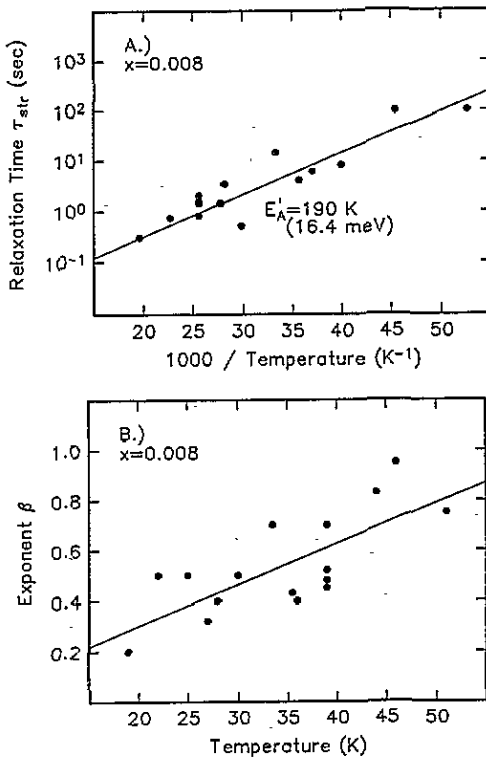 A.)
x=0.008
Relaxation Time τstr (sec)
10³
10²
10¹
10⁰
10⁻¹
E'A=190 K
(16.4 meV)
20 25 30 35 40 45 50
1000 / Temperature (K⁻¹)
B.)
x=0.008
Exponent β
1.0
0.8
0.6
0.4
0.2
20 25 30 35 40 45 50
Temperature (K)